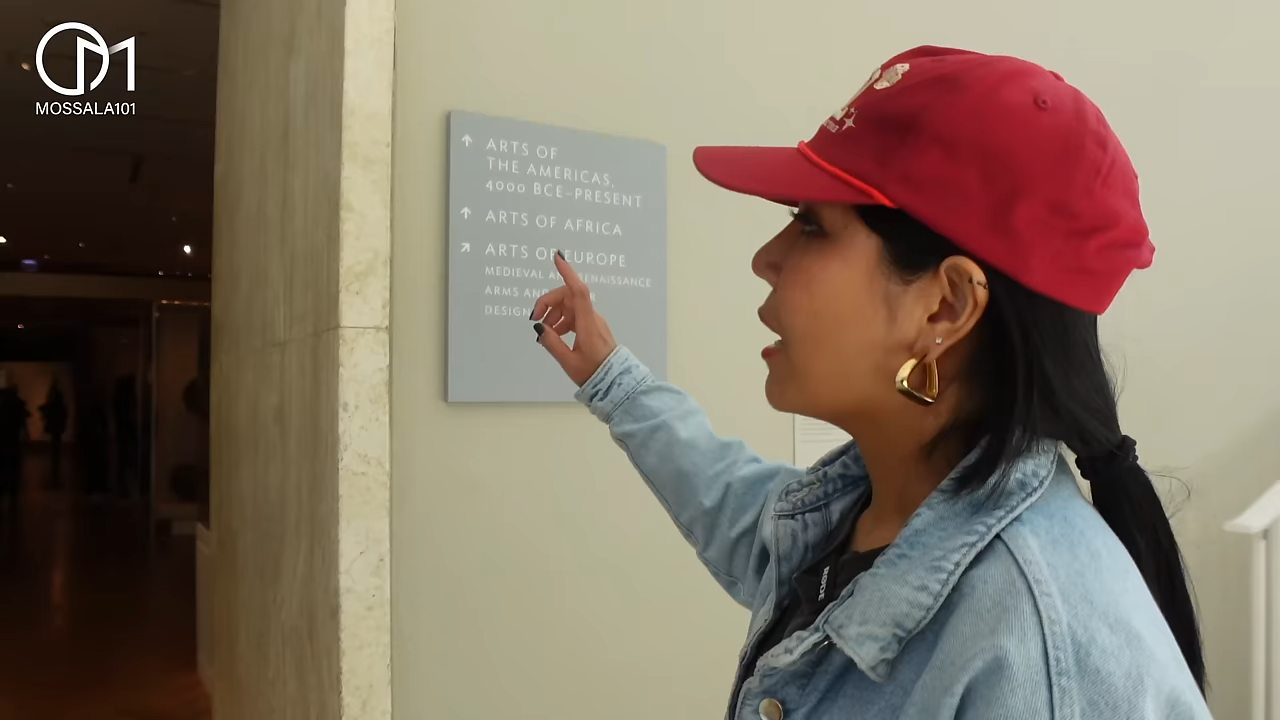 MOSSALA101
↑ ARTS OF
THE AMERICAS,
4000 BCE–PRESENT
↑ ARTS OF AFRICA
↗ ARTS OF EUROPE
MEDIEVAL AND RENAISSANCE
ARMS AND
DESIGN
RODE